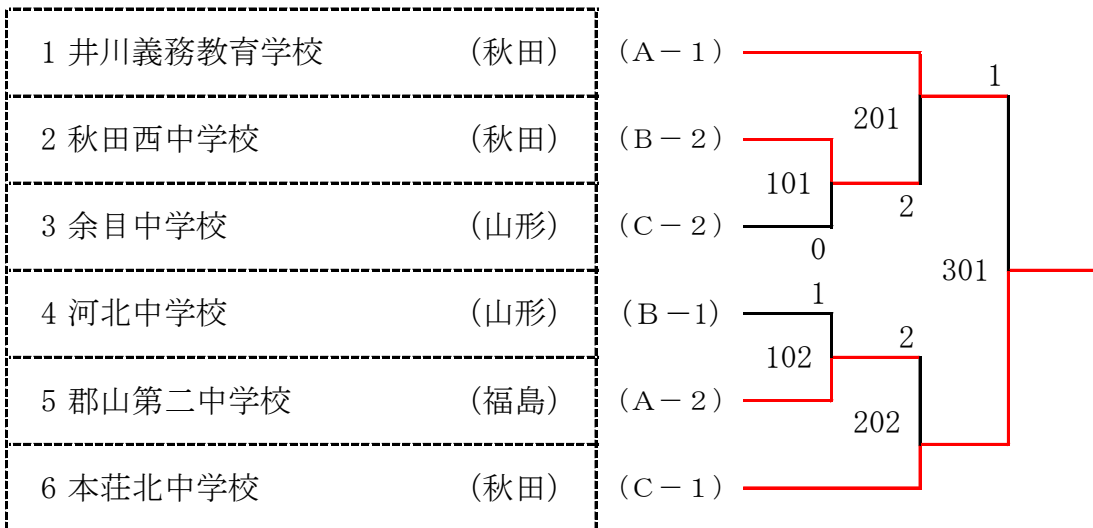 1 井川義務教育学校 (秋田) (A－1)
2 秋田西中学校 (秋田) (B－2)
3 余目中学校 (山形) (C－2)
4 河北中学校 (山形) (B－1)
5 郡山第二中学校 (福島) (A－2)
6 本荘北中学校 (秋田) (C－1)
1
201
101
2
0
301
1
2
102
202